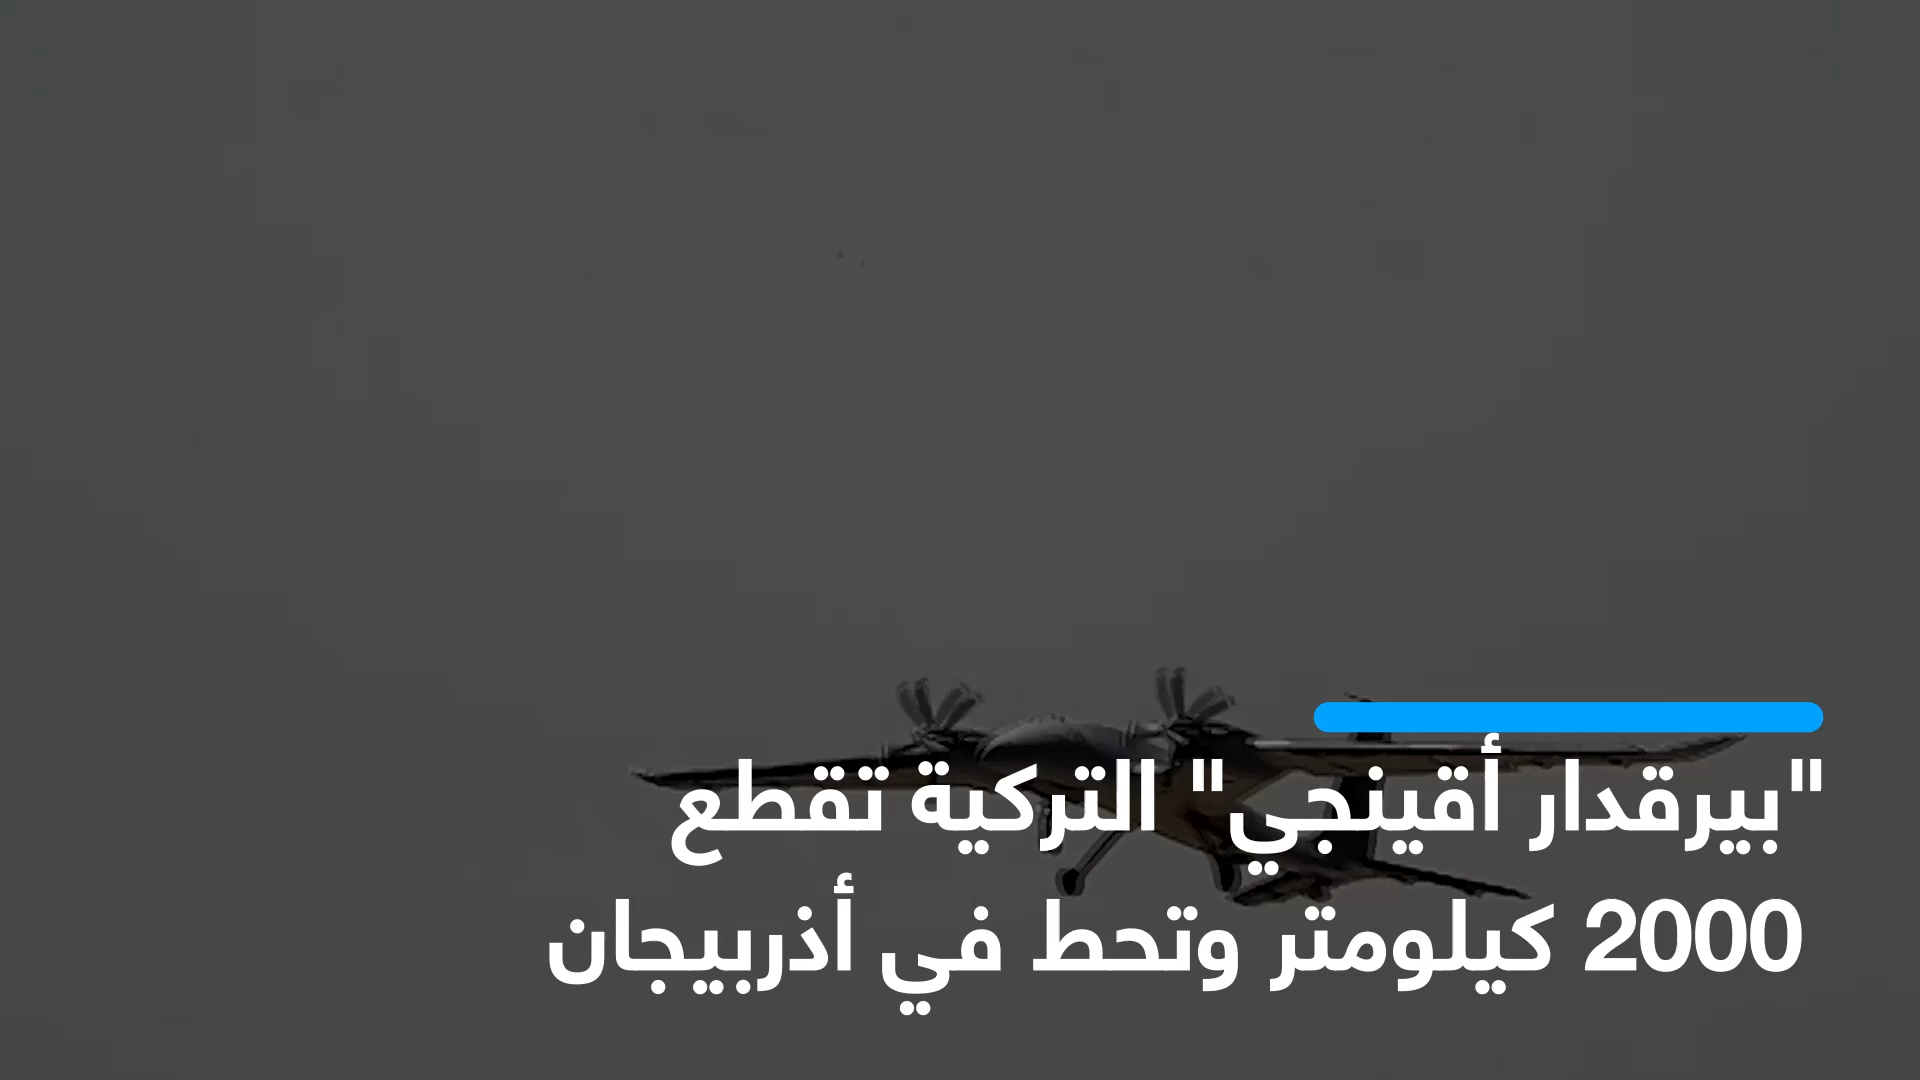 "بيرقدار أقينجي" التركية تقطع
2000 كيلومتر وتحط في أذربيجان